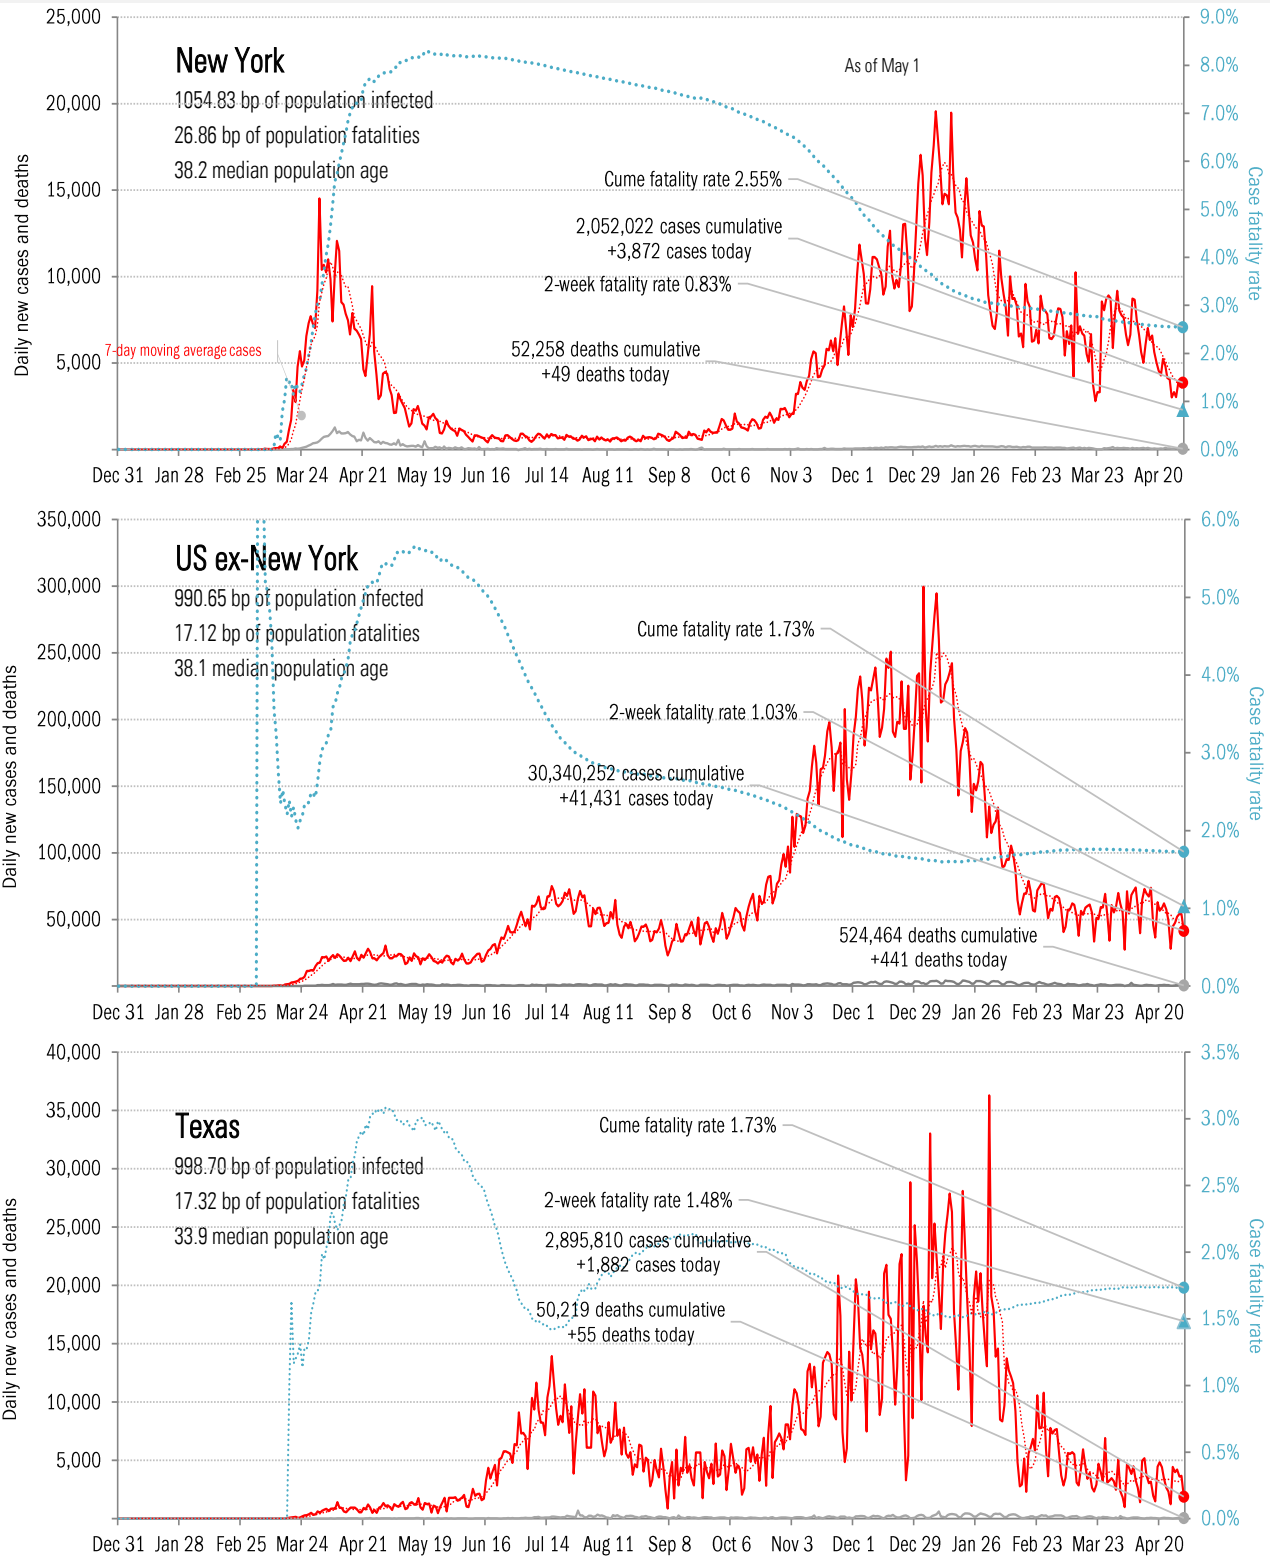 25,000
9.0%
New York
As of May 1
8.0%
1054.83 bp of population infected
20,000
7.0%
26.86 bp of population fatalities
6.0%
38.2 median population age
Cume fatality rate 2.55%
15,000
5.0%
2,052,022 cases cumulative
+3,872 cases today
4.0%
10,000
2-week fatality rate 0.83%
3.0%
7-day moving average cases
52,258 deaths cumulative
+49 deaths today
2.0%
5,000
1.0%
0.0%
Daily new cases and deaths
Case fatality rate
Dec 31 Jan 28 Feb 25 Mar 24 Apr 21 May 19 Jun 16 Jul 14 Aug 11 Sep 8 Oct 6 Nov 3 Dec 1 Dec 29 Jan 26 Feb 23 Mar 23 Apr 20
350,000
6.0%
US ex-New York
300,000
990.65 bp of population infected
5.0%
17.12 bp of population fatalities
Cume fatality rate 1.73%
250,000
38.1 median population age
4.0%
2-week fatality rate 1.03%
200,000
3.0%
30,340,252 cases cumulative
+41,431 cases today
150,000
2.0%
100,000
50,000
1.0%
524,464 deaths cumulative
+441 deaths today
0.0%
Daily new cases and deaths
Case fatality rate
Dec 31 Jan 28 Feb 25 Mar 24 Apr 21 May 19 Jun 16 Jul 14 Aug 11 Sep 8 Oct 6 Nov 3 Dec 1 Dec 29 Jan 26 Feb 23 Mar 23 Apr 20
40,000
3.5%
35,000
Texas
Cume fatality rate 1.73%
3.0%
998.70 bp of population infected
30,000
2.5%
17.32 bp of population fatalities
2-week fatality rate 1.48%
25,000
33.9 median population age
2,895,810 cases cumulative
+1,882 cases today
2.0%
20,000
50,219 deaths cumulative
+55 deaths today
1.5%
15,000
1.0%
10,000
5,000
0.5%
0.0%
Daily new cases and deaths
Case fatality rate
Dec 31 Jan 28 Feb 25 Mar 24 Apr 21 May 19 Jun 16 Jul 14 Aug 11 Sep 8 Oct 6 Nov 3 Dec 1 Dec 29 Jan 26 Feb 23 Mar 23 Apr 20